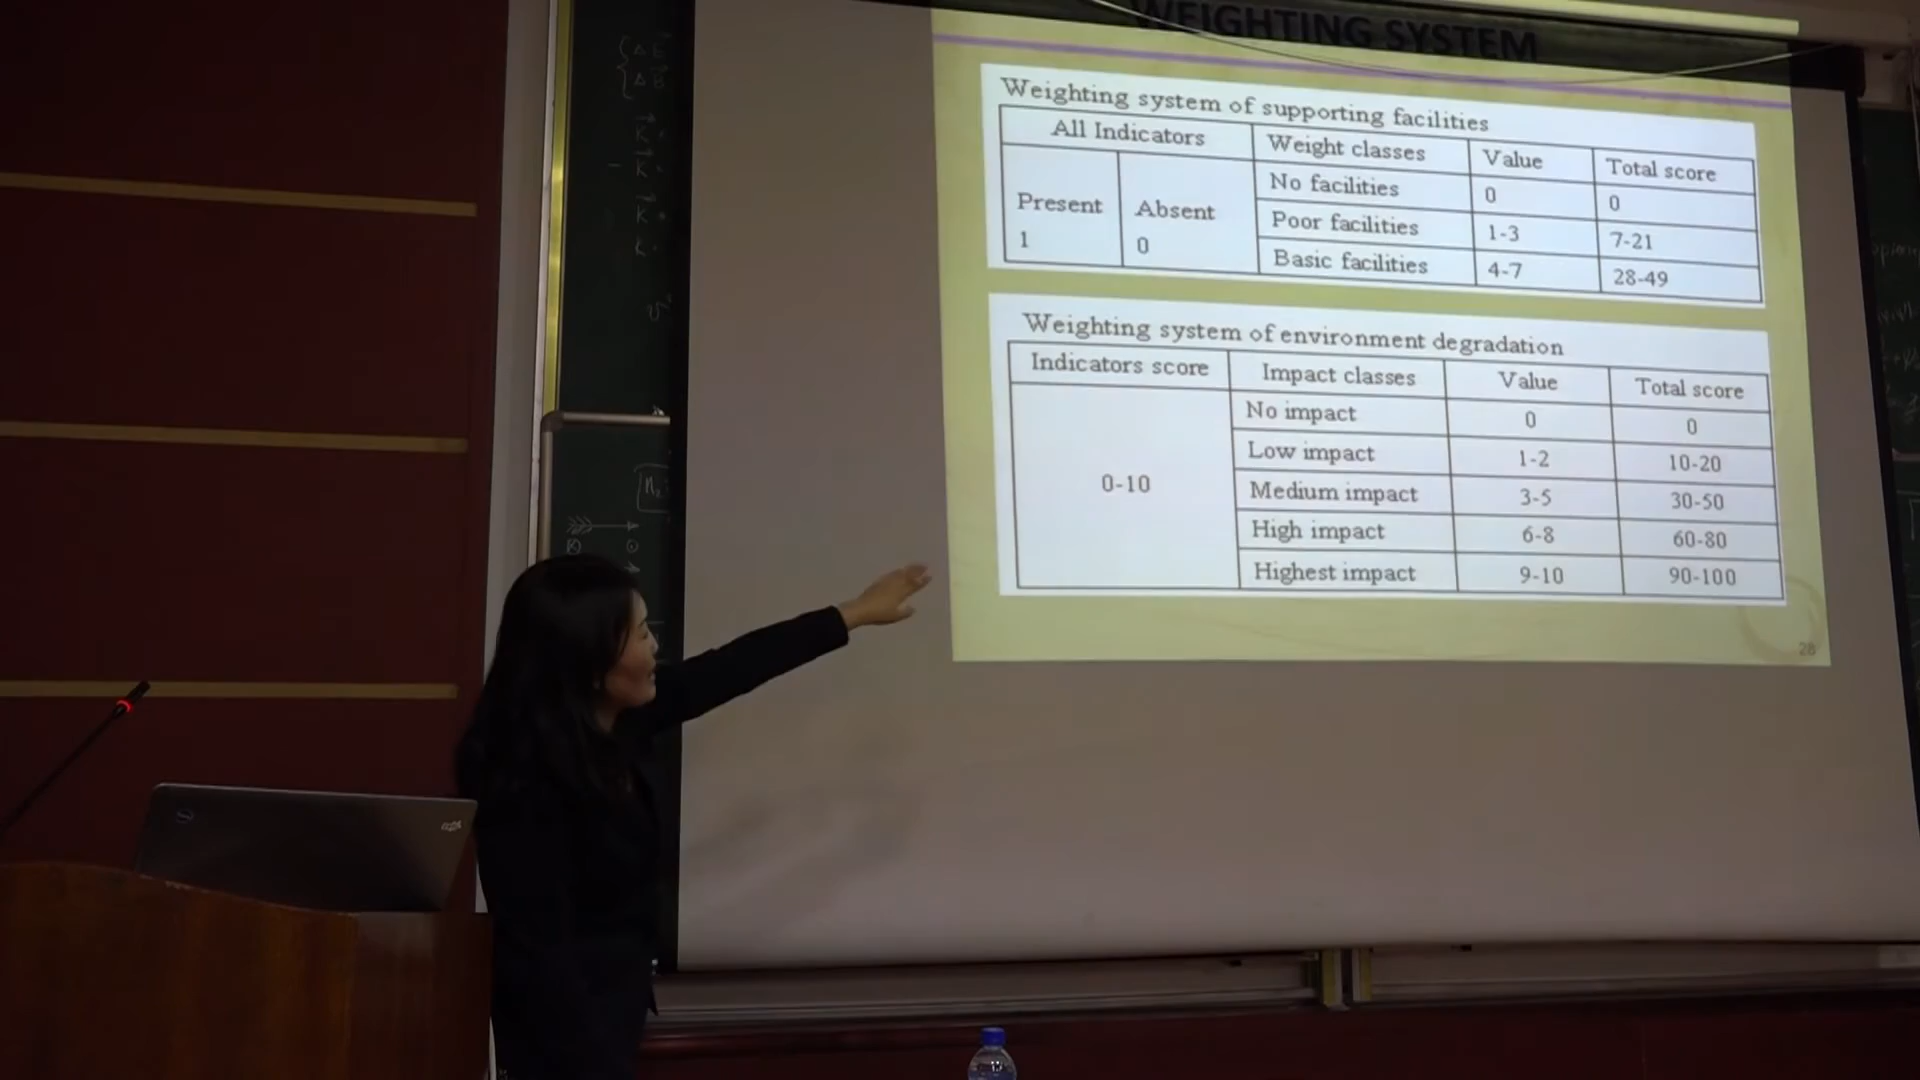 WEIGHTING SYSTEM
Weighting system of supporting facilities
All Indicators Weight classes Value Total score
Present Absent No facilities 0 0
1 0 Poor facilities 1-3 7-21
Basic facilities 4-7 28-49
Weighting system of environment degradation
Indicators score Impact classes Value Total score
0-10 No impact 0 0
Low impact 1-2 10-20
Medium impact 3-5 30-50
High impact 6-8 60-80
Highest impact 9-10 90-100
28